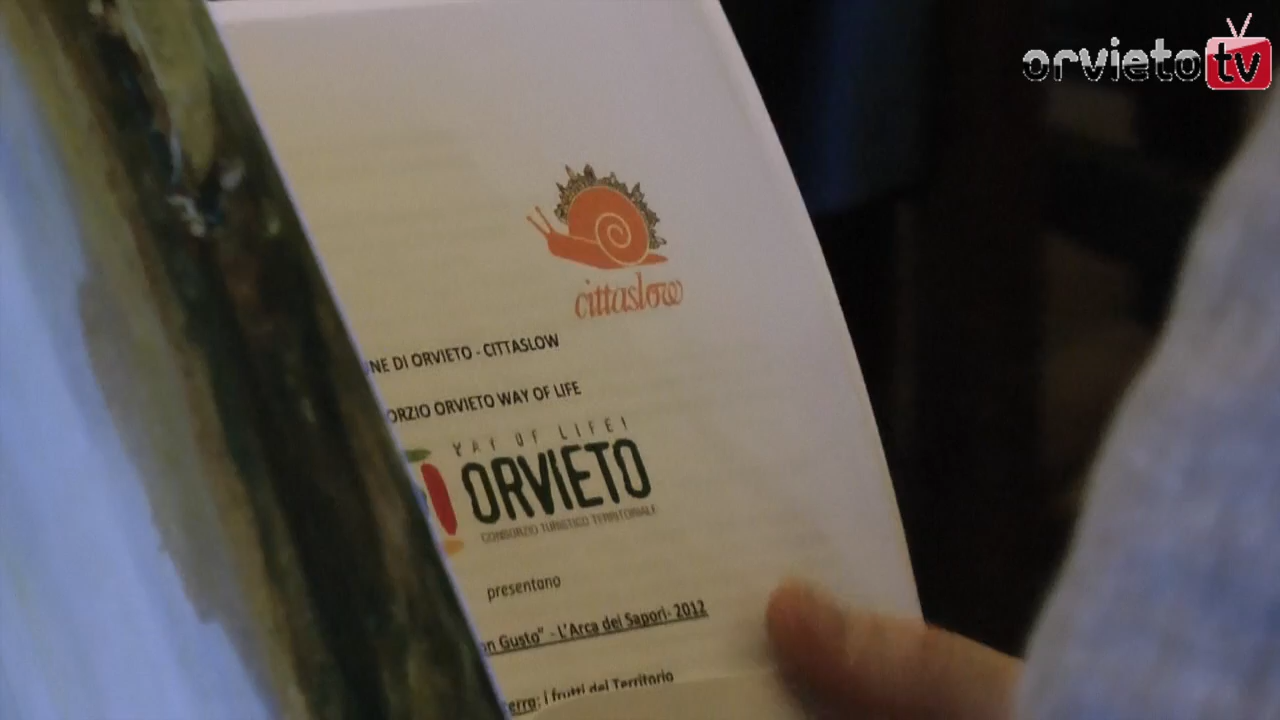 orvieto tv
cittaslow
NE DI ORVIETO - CITTASLOW
ORZIO ORVIETO WAY OF LIFE
WAY OF LIFE!
ORVIETO
CONSORZIO TURISTICO TERRITORIALE
presentano
on Gusto" - L'Arca dei Sapori- 2012
erra: i frutti del Territorio